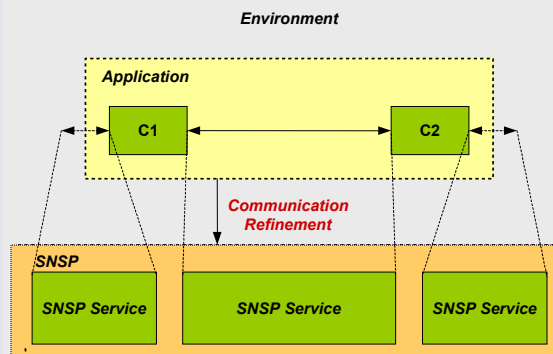 Environment
Application
C1
C2
Communication
Refinement
SNSP
SNSP Service
SNSP Service
SNSP Service